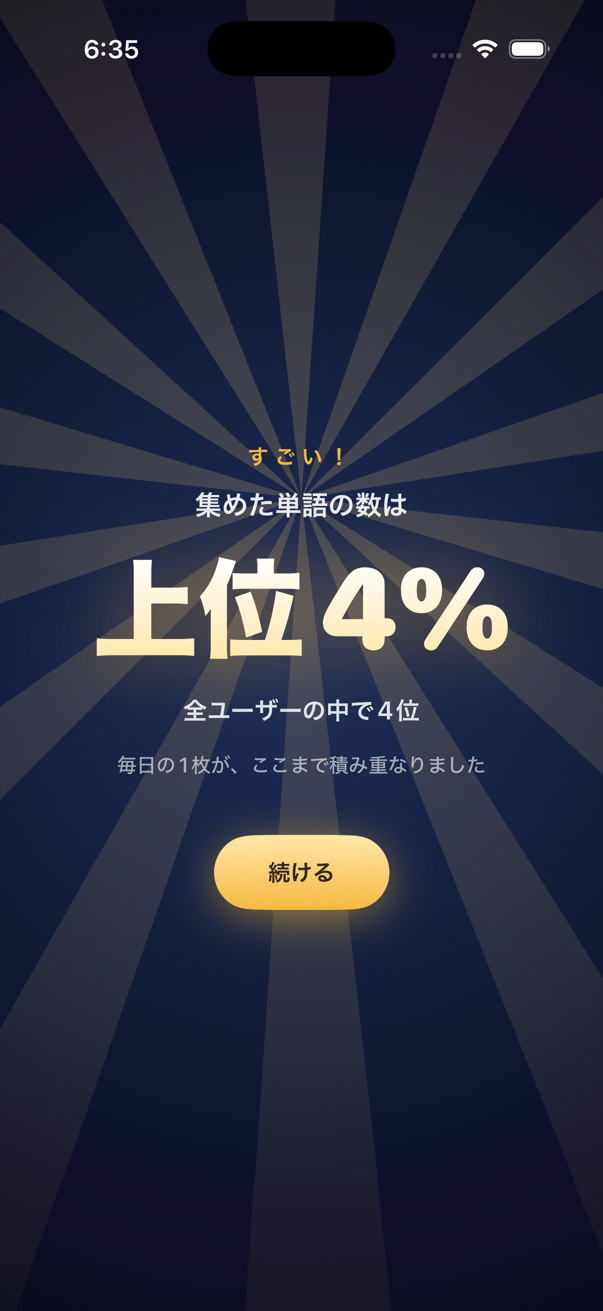 6:35
すごい！
集めた単語の数は
上位4%
全ユーザーの中で4位
毎日の1枚が、ここまで積み重なりました
続ける